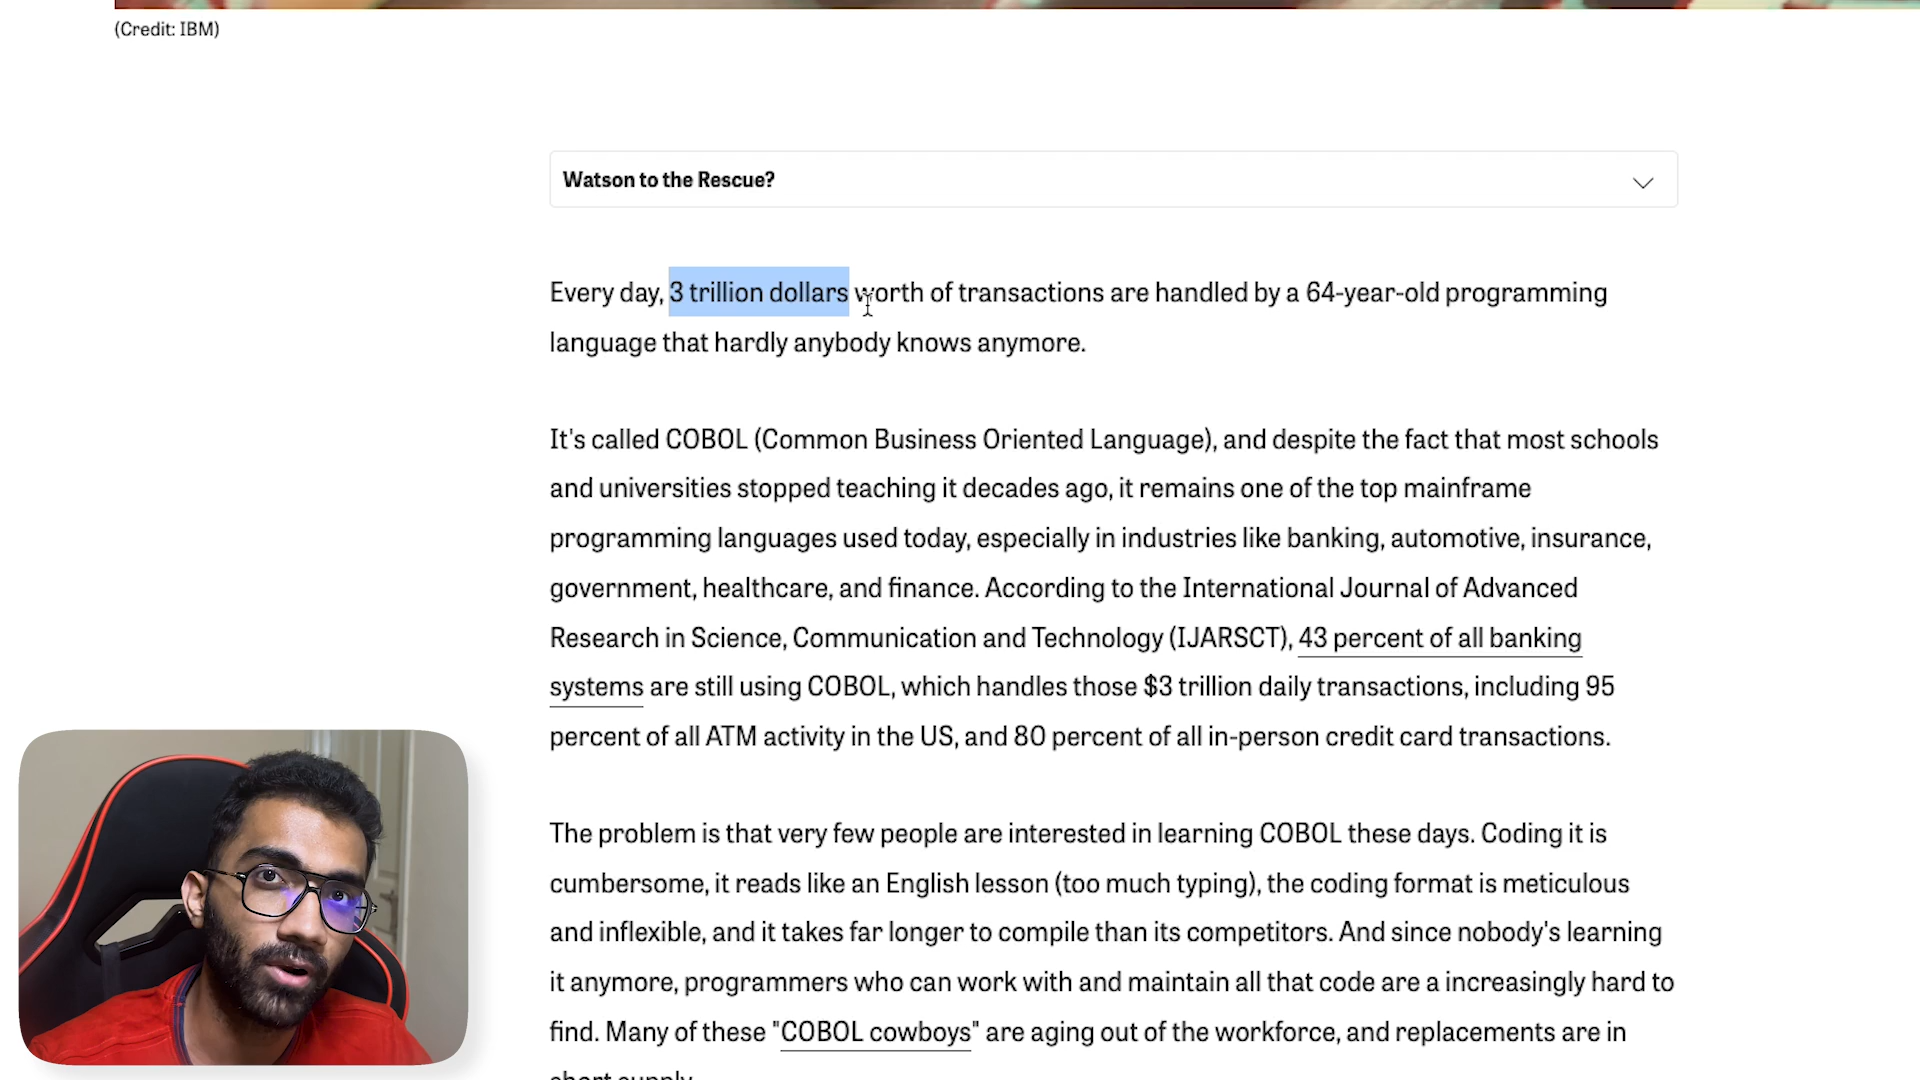 (Credit: IBM)
Watson to the Rescue?
Every day, 3 trillion dollars worth of transactions are handled by a 64-year-old programming
language that hardly anybody knows anymore.
It's called COBOL (Common Business Oriented Language), and despite the fact that most schools
and universities stopped teaching it decades ago, it remains one of the top mainframe
programming languages used today, especially in industries like banking, automotive, insurance,
government, healthcare, and finance. According to the International Journal of Advanced
Research in Science, Communication and Technology (IJARSCT), 43 percent of all banking
systems are still using COBOL, which handles those $3 trillion daily transactions, including 95
percent of all ATM activity in the US, and 80 percent of all in-person credit card transactions.
The problem is that very few people are interested in learning COBOL these days. Coding it is
cumbersome, it reads like an English lesson (too much typing), the coding format is meticulous
and inflexible, and it takes far longer to compile than its competitors. And since nobody's learning
it anymore, programmers who can work with and maintain all that code are a increasingly hard to
find. Many of these "COBOL cowboys" are aging out of the workforce, and replacements are in
short supply.